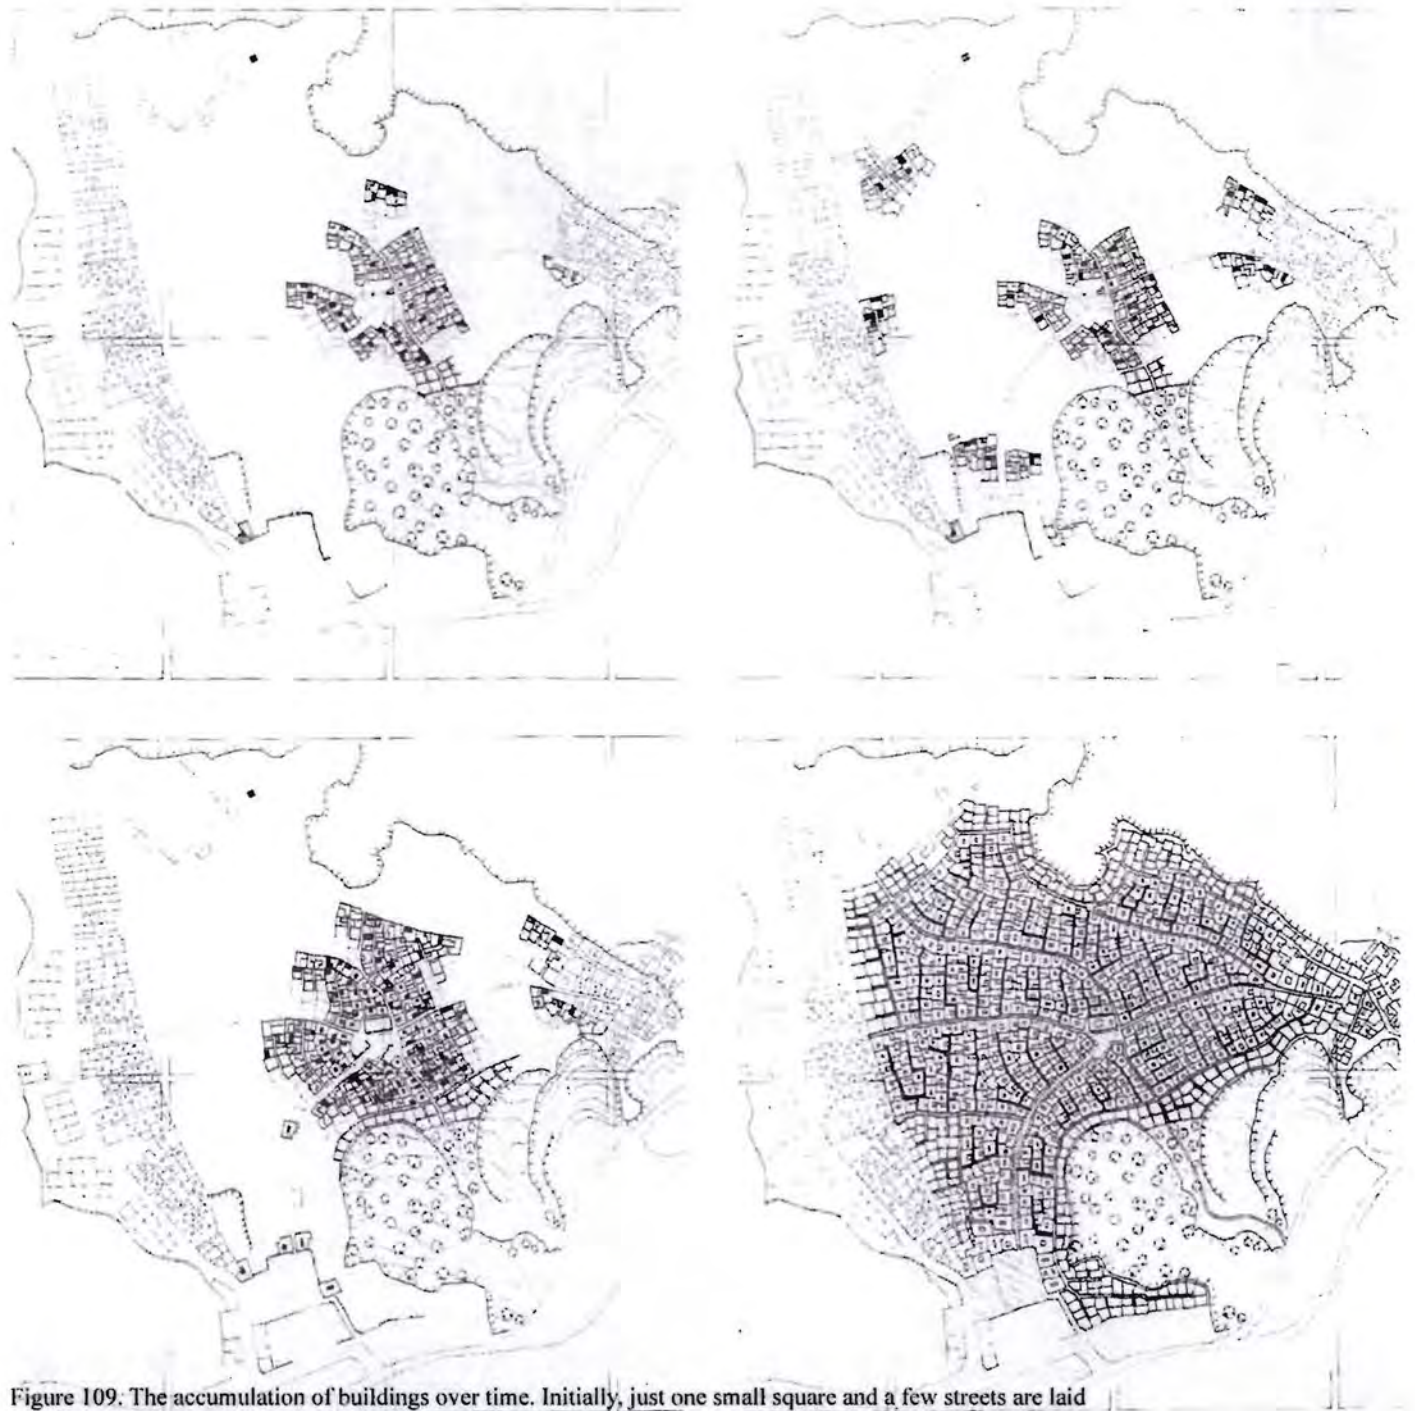 Figure 109. The accumulation of buildings over time. Initially, just one small square and a few streets are laid